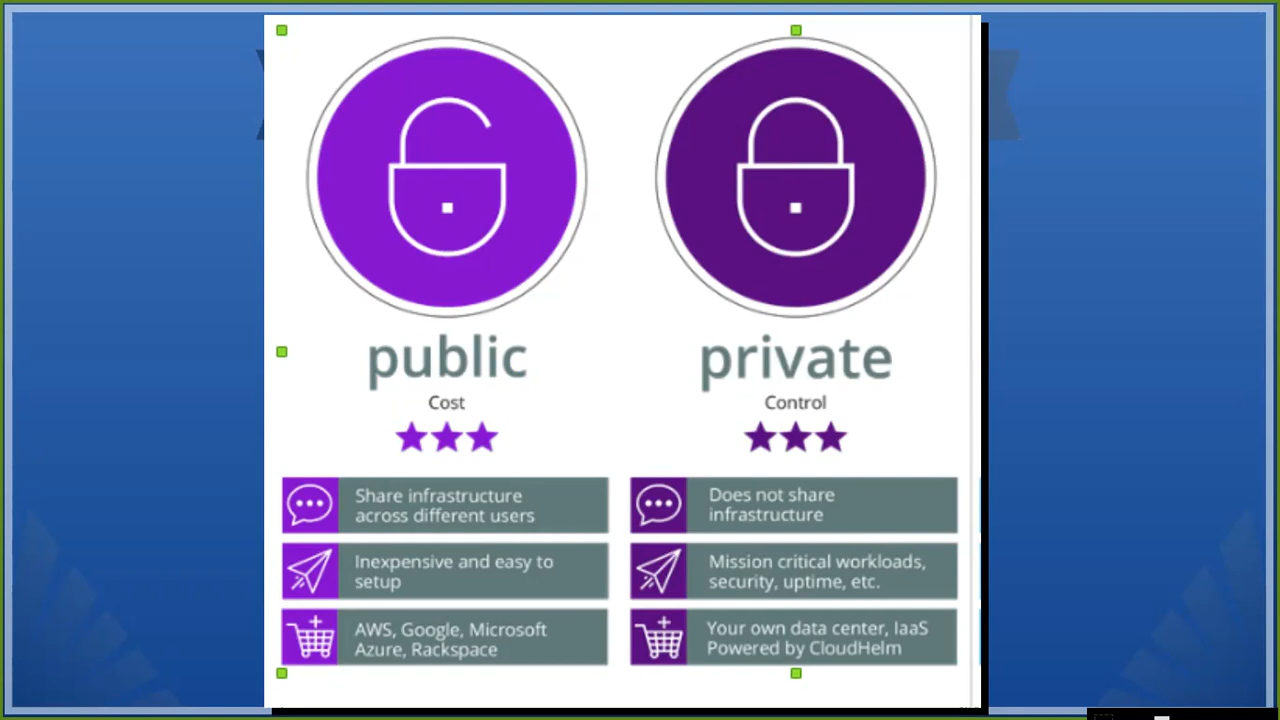 public
Cost
Share infrastructure
across different users
Inexpensive and easy to
setup
AWS, Google, Microsoft
Azure, Rackspace
private
Control
Does not share
infrastructure
Mission critical workloads,
security, uptime, etc.
Your own data center, IaaS
Powered by CloudHelm